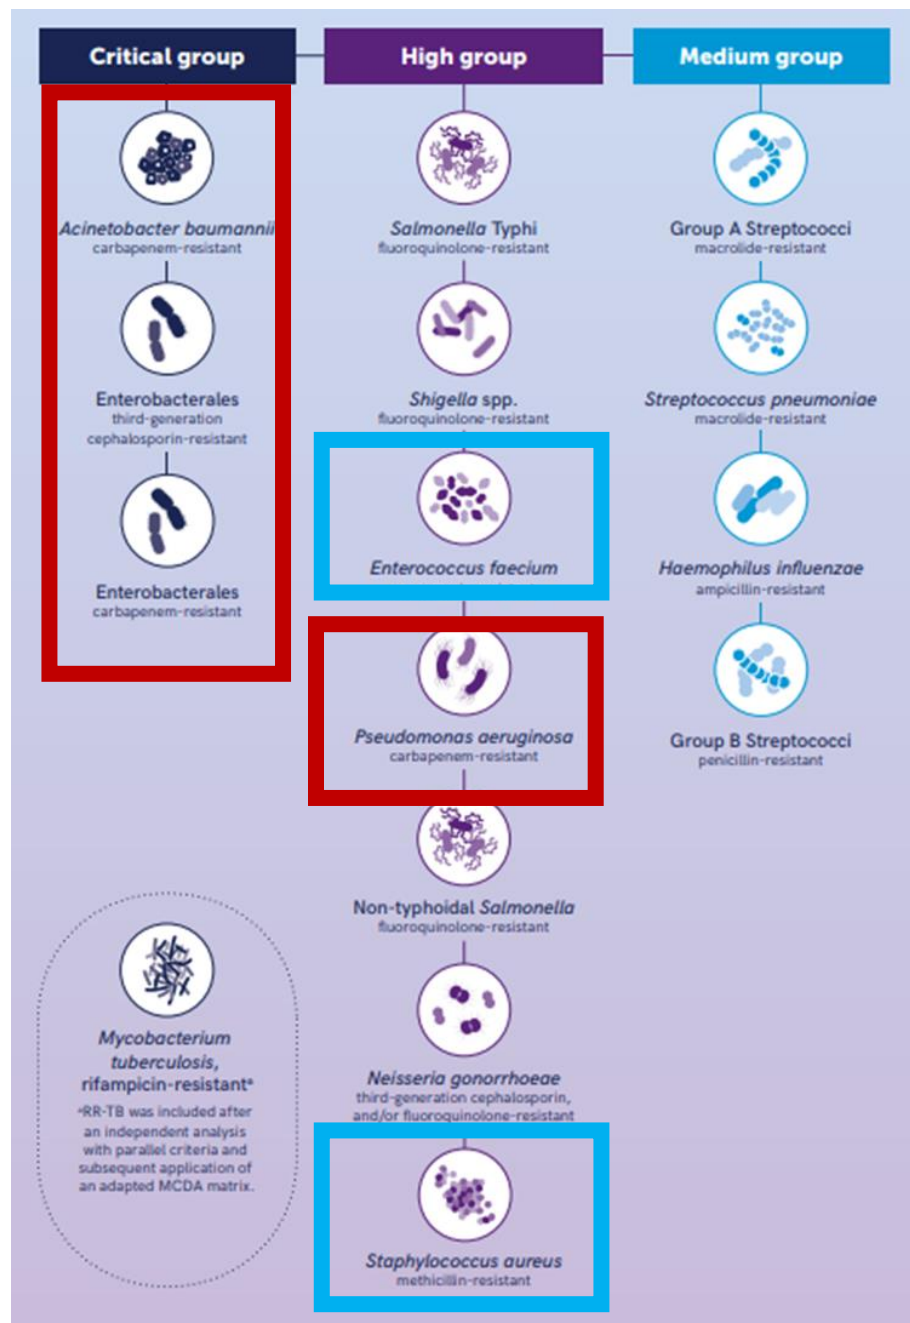 Critical group
High group
Medium group
Acinetobacter baumannii
carbapenem-resistant
Enterobacterales
third-generation
cephalosporin-resistant
Enterobacterales
carbapenem-resistant
Mycobacterium
tuberculosis,
rifampicin-resistantᵃ
ᵃRR-TB was included after
an independent analysis
with parallel criteria and
subsequent application of
an adapted MCDA matrix.
Salmonella Typhi
fluoroquinolone-resistant
Shigella spp.
fluoroquinolone-resistant
Enterococcus faecium
Pseudomonas aeruginosa
carbapenem-resistant
Non-typhoidal Salmonella
fluoroquinolone-resistant
Neisseria gonorrhoeae
third-generation cephalosporin,
and/or fluoroquinolone-resistant
Staphylococcus aureus
methicillin-resistant
Group A Streptococci
macrolide-resistant
Streptococcus pneumoniae
macrolide-resistant
Haemophilus influenzae
ampicillin-resistant
Group B Streptococci
penicillin-resistant